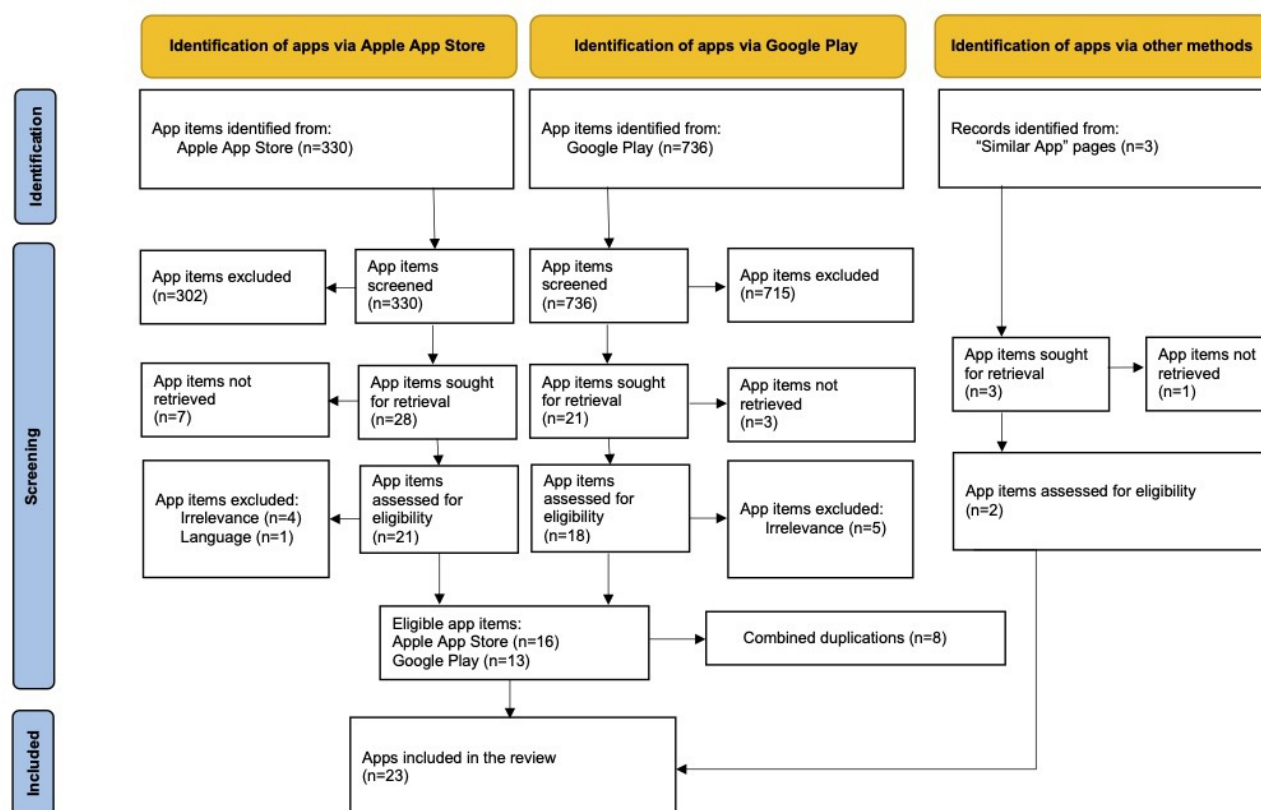 Identification of apps via Apple App Store
Identification of apps via Google Play
Identification of apps via other methods
Identification
App items identified from:
Apple App Store (n=330)
App items identified from:
Google Play (n=736)
Records identified from:
“Similar App” pages (n=3)
Screening
App items excluded
(n=302)
App items
screened
(n=330)
App items
screened
(n=736)
App items excluded
(n=715)
App items not
retrieved
(n=7)
App items sought
for retrieval
(n=28)
App items sought
for retrieval
(n=21)
App items not
retrieved
(n=3)
App items sought
for retrieval
(n=3)
App items not
retrieved
(n=1)
App items excluded:
Irrelevance (n=4)
Language (n=1)
App items
assessed for
eligibility
(n=21)
App items
assessed for
eligibility
(n=18)
App items excluded:
Irrelevance (n=5)
App items assessed for eligibility
(n=2)
Eligible app items:
Apple App Store (n=16)
Google Play (n=13)
Combined duplications (n=8)
Included
Apps included in the review
(n=23)